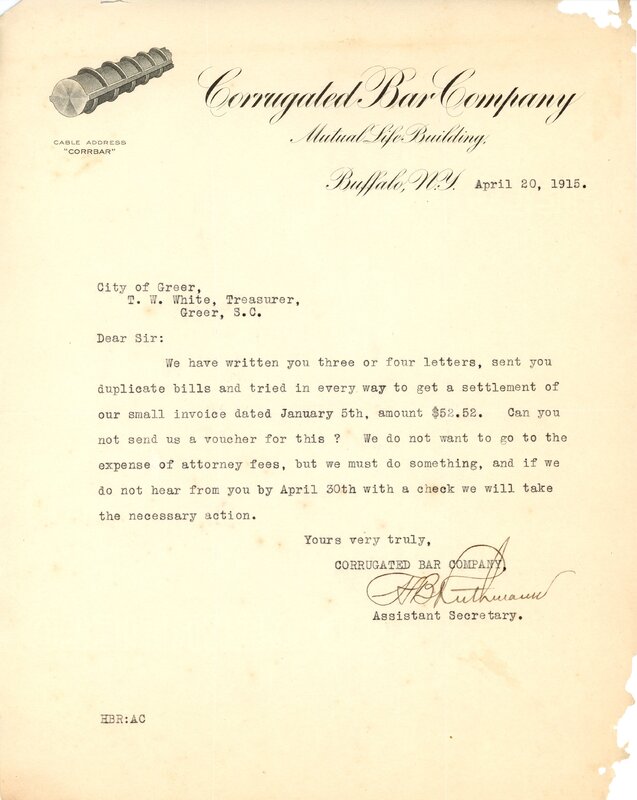 Corrugated Bar Company
Mutual Life Building,
CABLE ADDRESS
"CORRBAR"
Buffalo, N.Y. April 20, 1915.
City of Greer,
T. W. White, Treasurer,
Greer, S.C.
Dear Sir:
We have written you three or four letters, sent you
duplicate bills and tried in every way to get a settlement of
our small invoice dated January 5th, amount $52.52. Can you
not send us a voucher for this ? We do not want to go to the
expense of attorney fees, but we must do something, and if we
do not hear from you by April 30th with a check we will take
the necessary action.
Yours very truly,
CORRUGATED BAR COMPANY,
Assistant Secretary.
HBR:AC